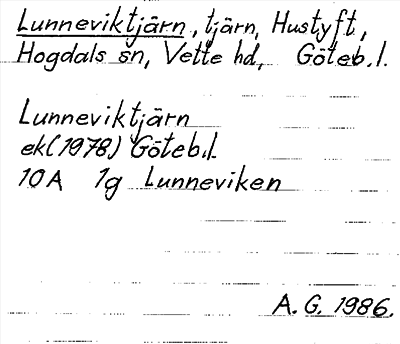 Lunneviktjärn, tjärn, Hustyft,
Hogdals sn, Vette hd, Göteb.l.
Lunneviktjärn
ek(1978) Göteb.l.
10A 1g Lunneviken
A.G. 1986.